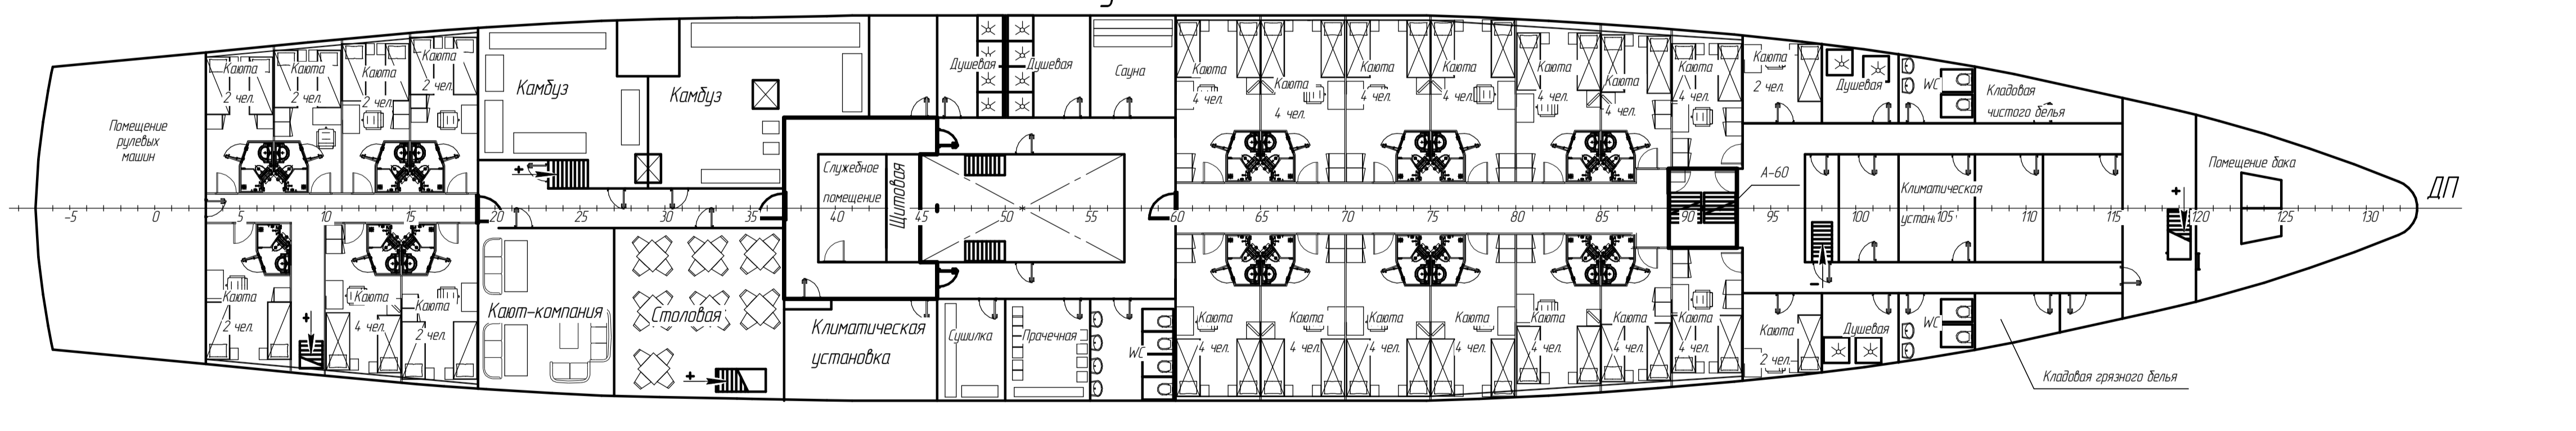 Помещение
рулевых
машин
Каюта
2 чел.
Каюта
2 чел.
Каюта
2 чел.
Каюта
2 чел.
Камбуз
Камбуз
Душевая
Душевая
Сауна
Каюта
4 чел.
Каюта
4 чел.
Каюта
4 чел.
Каюта
4 чел.
Каюта
4 чел.
Каюта
4 чел.
Каюта
4 чел.
Каюта
2 чел.
Душевая
WC
Кладовая
чистого белья
Служебное
помещение
Щитовая
А-60
Климатическая
Помещение бака
ДП
-5 0 5 10 15 20 25 30 35 40 45 50 55 60 65 70 75 80 85 90 95 100 105 110 115 120 125 130
+
+
+
+
-
Каюта
2 чел.
Каюта
4 чел.
Каюта
2 чел.
Кают-компания
Столовая
Климатическая
установка
Сушилка
Прачечная
WC
Каюта
4 чел.
Каюта
4 чел.
Каюта
4 чел.
Каюта
4 чел.
Каюта
4 чел.
Каюта
4 чел.
Каюта
4 чел.
Каюта
2 чел.
Душевая
WC
Кладовая грязного белья